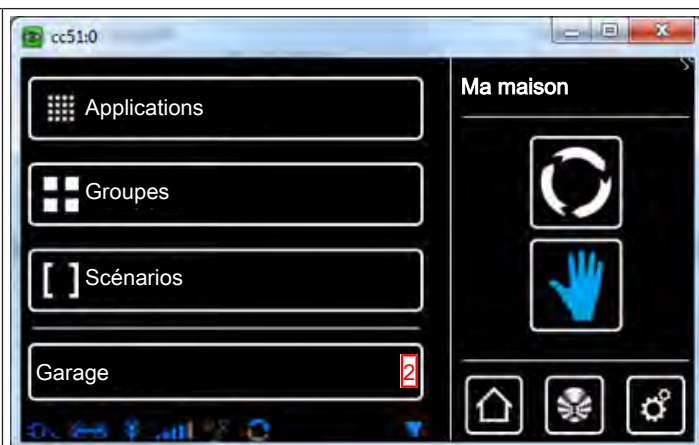 cc51:0
Applications
Ma maison
Groupes
[ ] Scénarios
Garage 2